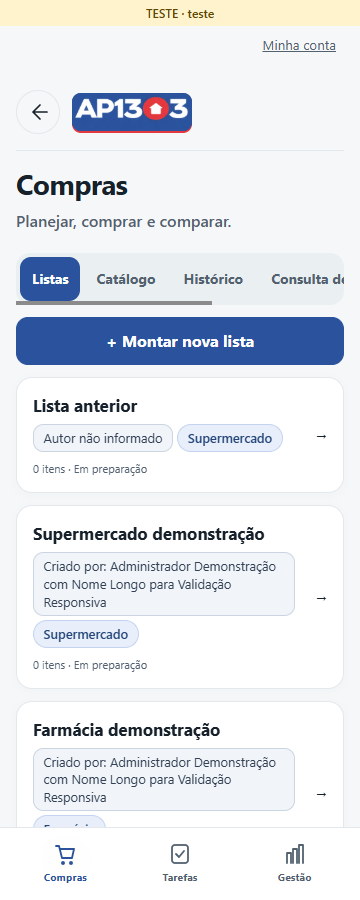 TESTE - teste
Minha conta
AP1303
Compras
Planejar, comprar e comparar.
Listas Catálogo Histórico Consulta
+ Montar nova lista
Lista anterior
Autor não informado Supermercado
→
0 itens · Em preparação
Supermercado demonstração
Criado por: Administrador Demonstração
com Nome Longo para Validação
Responsiva
→
Supermercado
0 itens · Em preparação
Farmácia demonstração
Criado por: Administrador Demonstração
com Nome Longo para Validação
Responsiva
→
Compras Tarefas Gestão